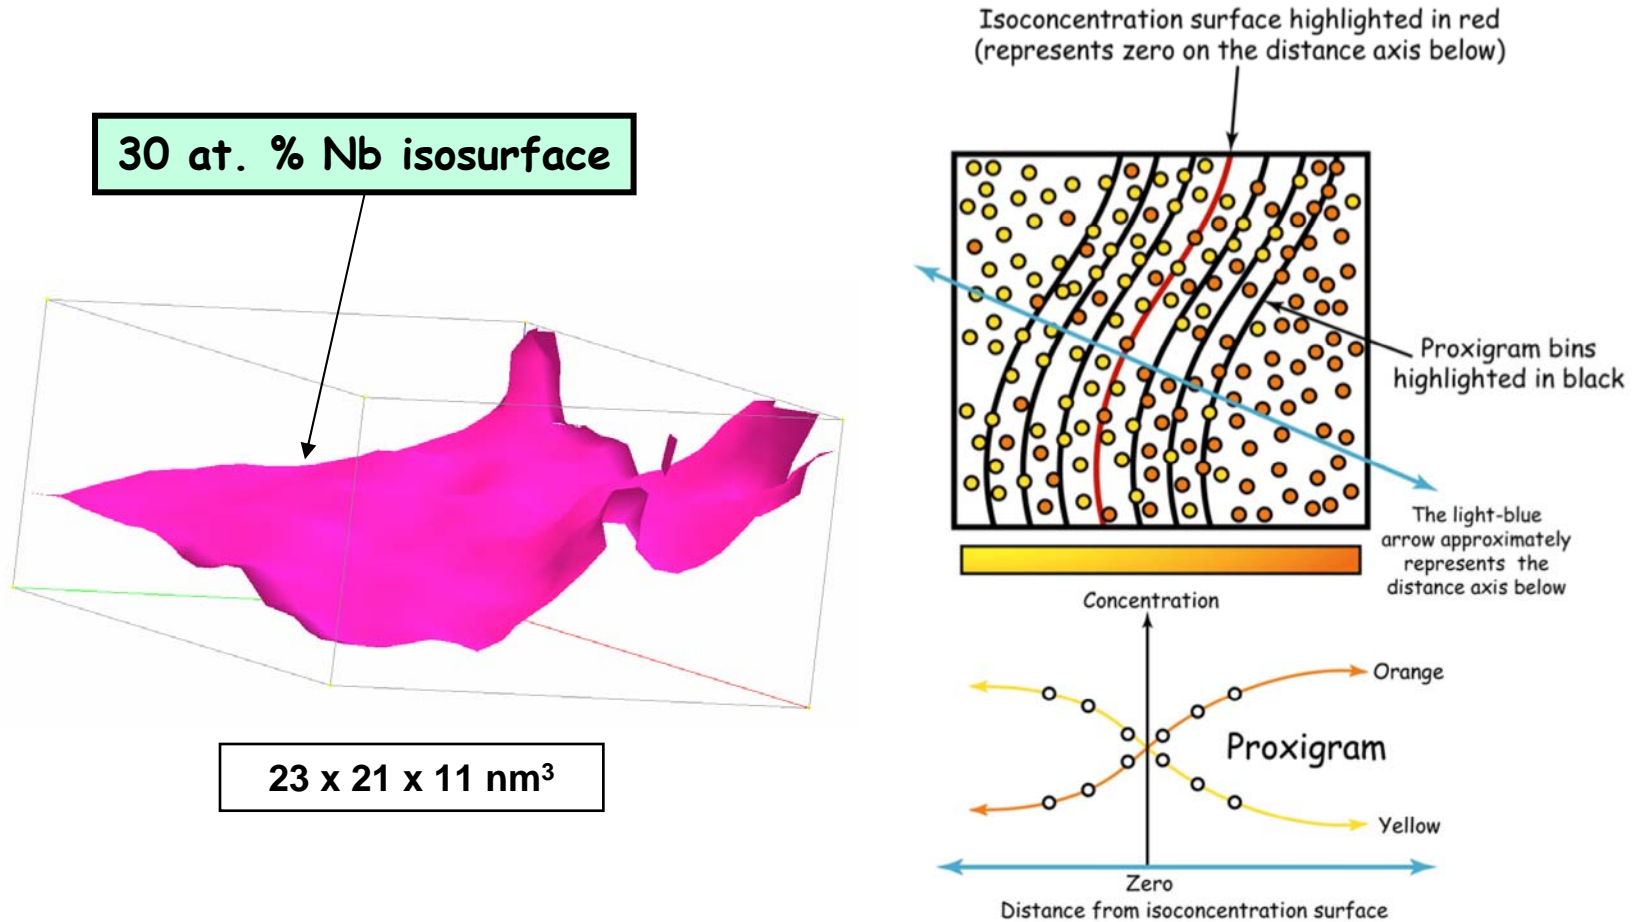 30 at. % Nb isosurface
23 x 21 x 11 nm³
Isoconcentration surface highlighted in red
(represents zero on the distance axis below)
Proxigram bins
highlighted in black
The light-blue
arrow approximately
represents the
distance axis below
Concentration
Orange
Proxigram
Yellow
Zero
Distance from isoconcentration surface